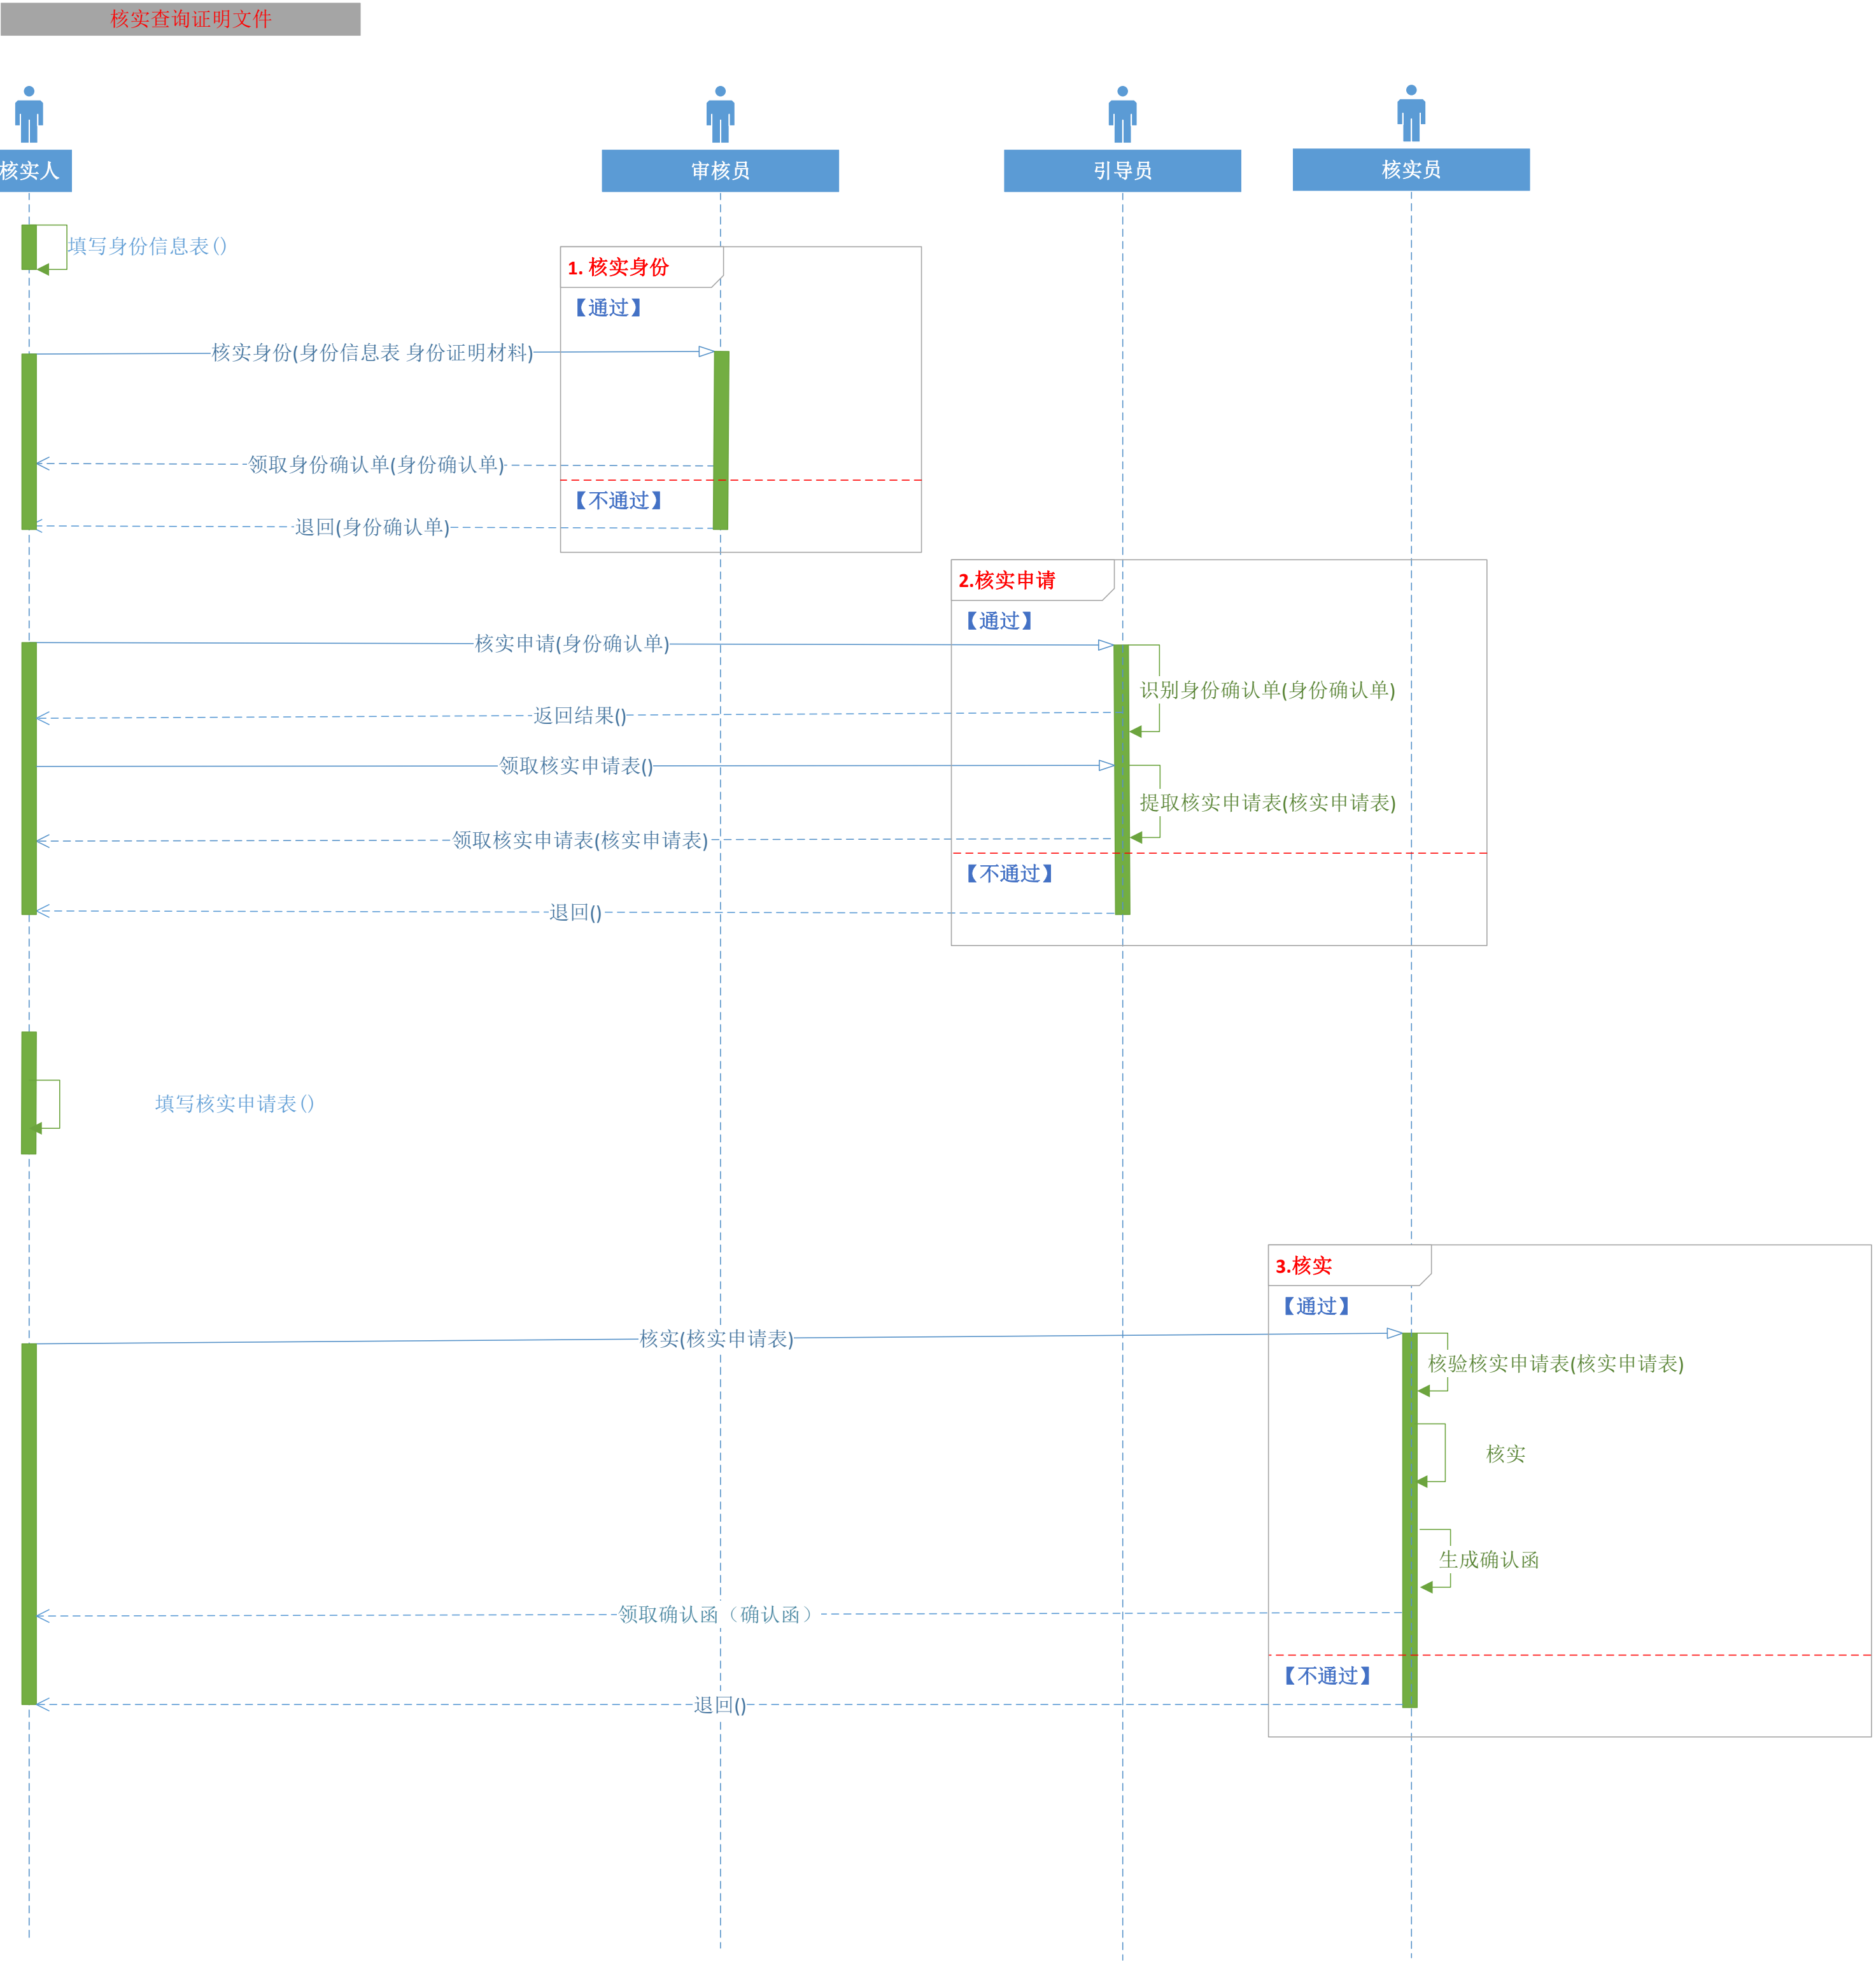 核实查询证明文件
核实人
审核员
引导员
核实员
填写身份信息表()
1. 核实身份
【通过】
核实身份(身份信息表 身份证明材料)
领取身份确认单(身份确认单)
【不通过】
退回(身份确认单)
2.核实申请
【通过】
核实申请(身份确认单)
识别身份确认单(身份确认单)
返回结果()
领取核实申请表()
提取核实申请表(核实申请表)
领取核实申请表(核实申请表)
【不通过】
退回()
填写核实申请表()
3.核实
【通过】
核实(核实申请表)
核验核实申请表(核实申请表)
核实
生成确认函
领取确认函（确认函）
【不通过】
退回()